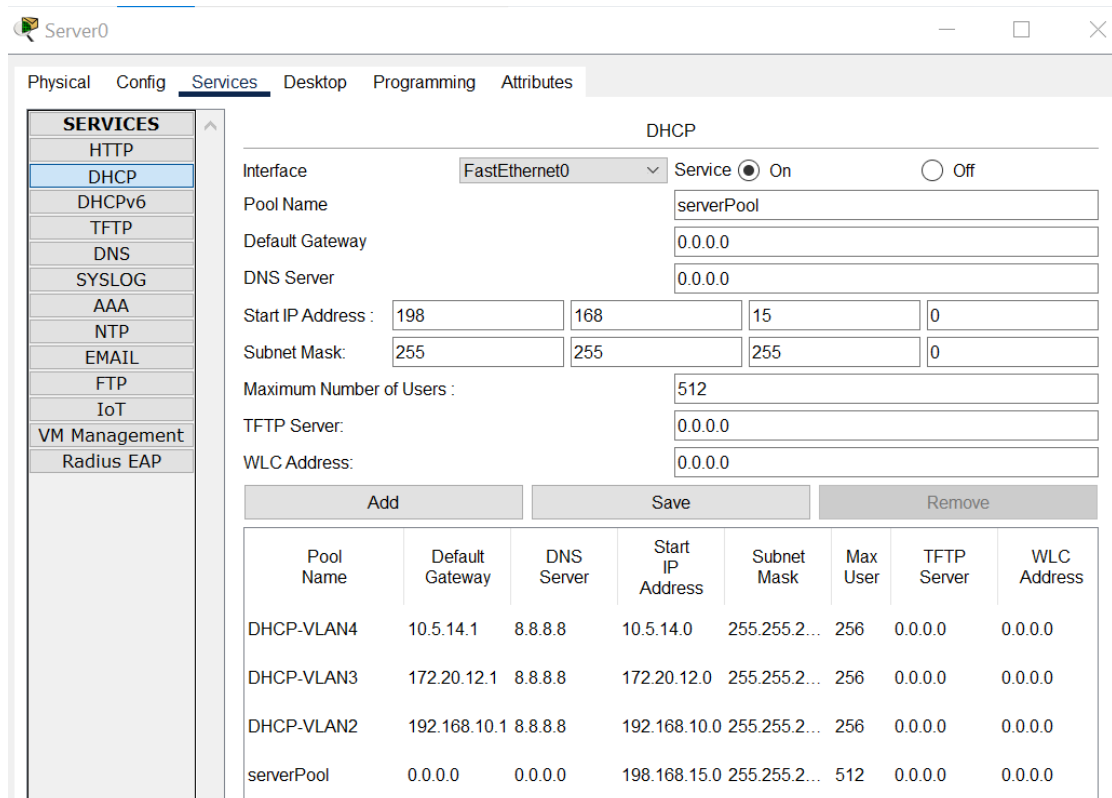 Server0
Physical Config Services Desktop Programming Attributes
SERVICES
HTTP
DHCP
DHCPv6
TFTP
DNS
SYSLOG
AAA
NTP
EMAIL
FTP
IoT
VM Management
Radius EAP
DHCP
Interface FastEthernet0 Service On Off
Pool Name serverPool
Default Gateway 0.0.0.0
DNS Server 0.0.0.0
Start IP Address : 198 168 15 0
Subnet Mask: 255 255 255 0
Maximum Number of Users : 512
TFTP Server: 0.0.0.0
WLC Address: 0.0.0.0
Add Save Remove
Pool Name Default Gateway DNS Server Start IP Address Subnet Mask Max User TFTP Server WLC Address
DHCP-VLAN4 10.5.14.1 8.8.8.8 10.5.14.0 255.255.2... 256 0.0.0.0 0.0.0.0
DHCP-VLAN3 172.20.12.1 8.8.8.8 172.20.12.0 255.255.2... 256 0.0.0.0 0.0.0.0
DHCP-VLAN2 192.168.10.1 8.8.8.8 192.168.10.0 255.255.2... 256 0.0.0.0 0.0.0.0
serverPool 0.0.0.0 0.0.0.0 198.168.15.0 255.255.2... 512 0.0.0.0 0.0.0.0